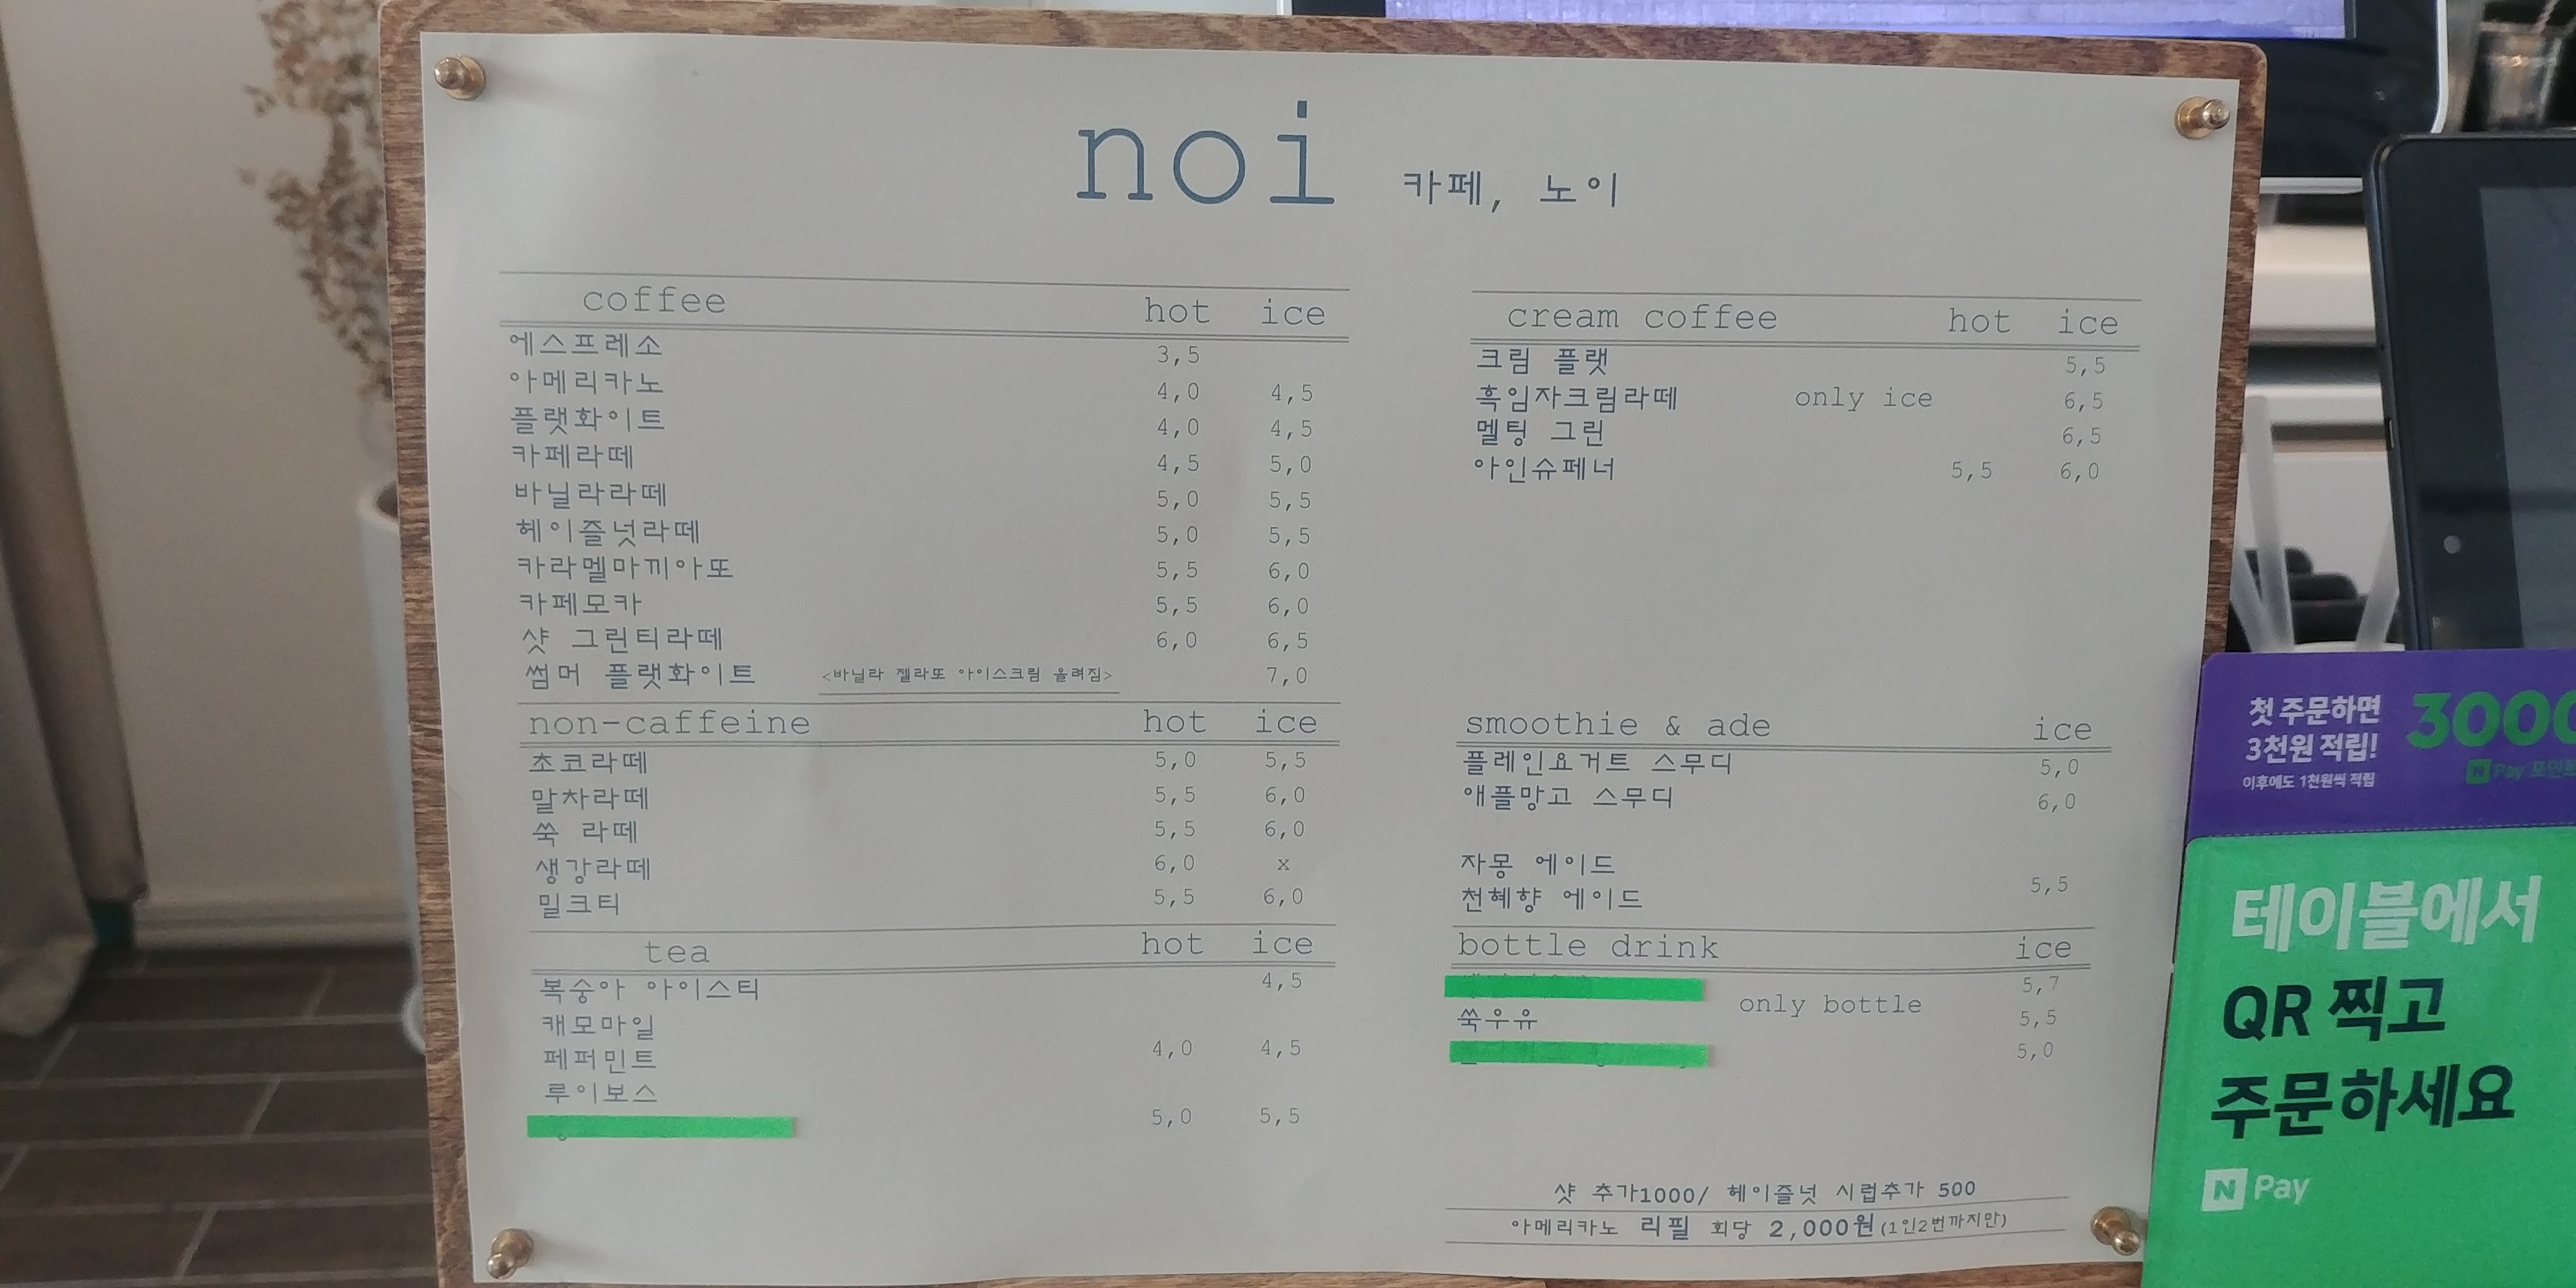 noi 카페, 노이
coffee hot ice
에스프레소 3,5
아메리카노 4,0 4,5
플랫화이트 4,0 4,5
카페라떼 4,5 5,0
바닐라라떼 5,0 5,5
헤이즐넛라떼 5,0 5,5
카라멜마끼아또 5,5 6,0
카페모카 5,5 6,0
샷 그린티라떼 6,0 6,5
썸머 플랫화이트 <바닐라 젤라또 아이스크림 올려짐> 7,0
non-caffeine hot ice
초코라떼 5,0 5,5
말차라떼 5,5 6,0
쑥 라떼 5,5 6,0
생강라떼 6,0 x
밀크티 5,5 6,0
tea hot ice
복숭아 아이스티 4,5
캐모마일
페퍼민트 4,0 4,5
루이보스
5,0 5,5
cream coffee hot ice
크림 플랫 5,5
흑임자크림라떼 only ice 6,5
멜팅 그린 6,5
아인슈페너 5,5 6,0
smoothie & ade ice
플레인요거트 스무디 5,0
애플망고 스무디 6,0
자몽 에이드
천혜향 에이드 5,5
bottle drink ice
5,7
쑥우유 only bottle 5,5
5,0
샷 추가1000/ 헤이즐넛 시럽추가 500
아메리카노 리필 회당 2,000원(1인2번까지만)
첫 주문하면
3천원 적립!
이후에도 1천원씩 적립
3000
N Pay 포인트
테이블에서
QR 찍고
주문하세요
N Pay